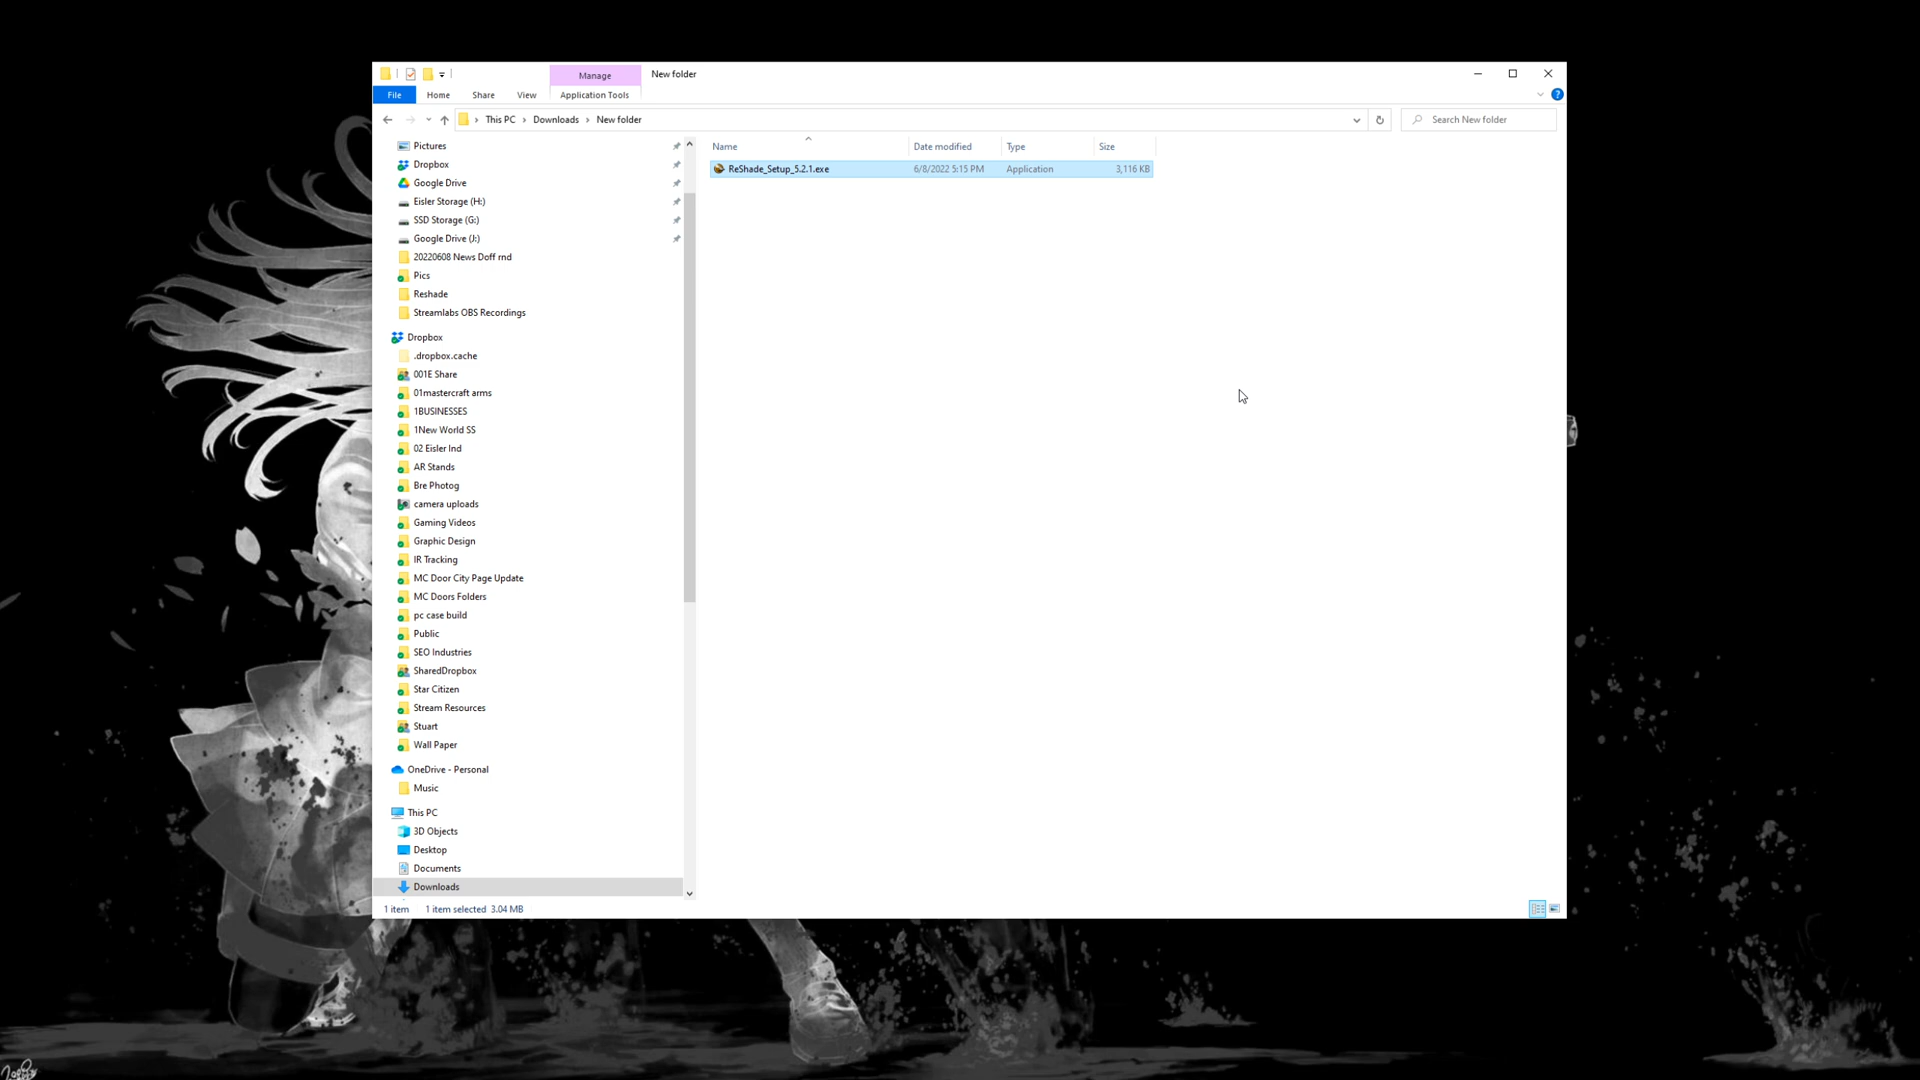 Manage
New folder
File
Home
Share
View
Application Tools
This PC
Downloads
New folder
Search New folder
Name
Date modified
Type
Size
ReShade_Setup_5.2.1.exe
6/8/2022 5:15 PM
Application
3,116 KB
Pictures
Dropbox
Google Drive
Eisler Storage (H:)
SSD Storage (G:)
Google Drive (J:)
20220608 News Doff rnd
Pics
Reshade
Streamlabs OBS Recordings
Dropbox
.dropbox.cache
001E Share
01mastercraft arms
1BUSINESSES
1New World SS
02 Eisler Ind
AR Stands
Bre Photog
camera uploads
Gaming Videos
Graphic Design
IR Tracking
MC Door City Page Update
MC Doors Folders
pc case build
Public
SEO Industries
SharedDropbox
Star Citizen
Stream Resources
Stuart
Wall Paper
OneDrive - Personal
Music
This PC
3D Objects
Desktop
Documents
Downloads
1 item
1 item selected 3.04 MB